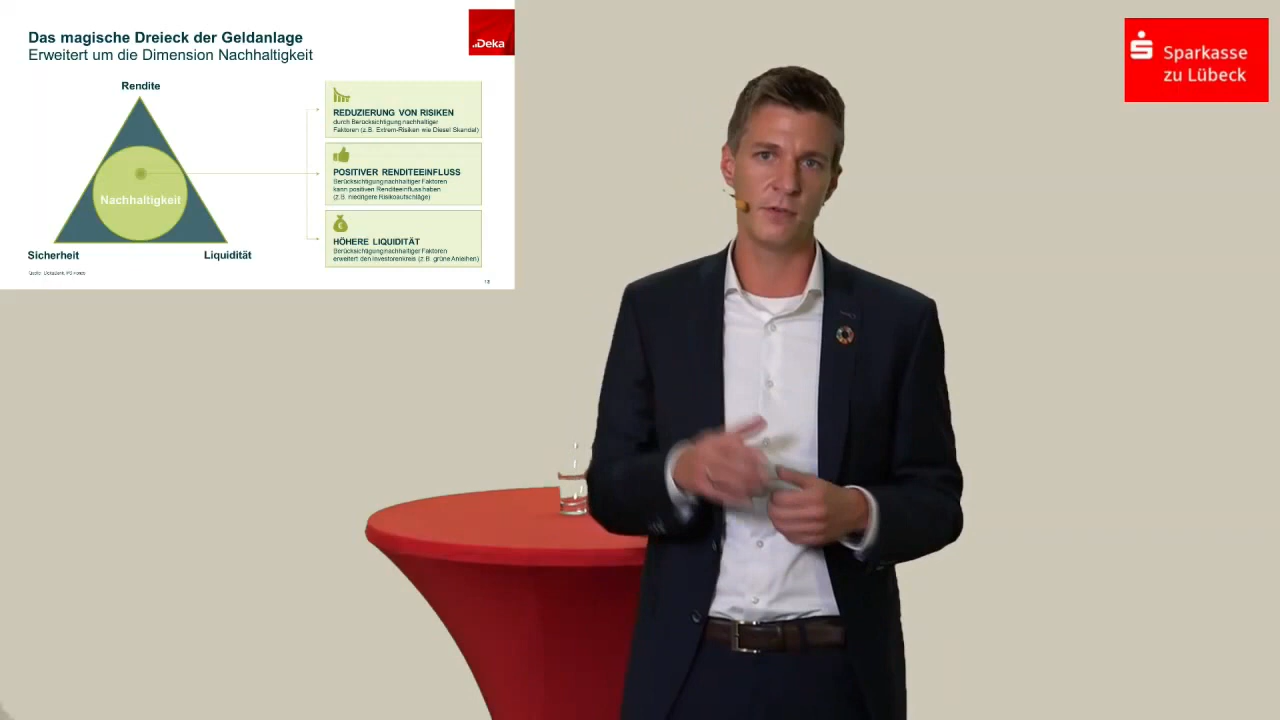 Das magische Dreieck der Geldanlage
Erweitert um die Dimension Nachhaltigkeit
.ıDeka
Rendite
Nachhaltigkeit
Sicherheit
Liquidität
REDUZIERUNG VON RISIKEN
durch Berücksichtigung nachhaltiger
Faktoren (z.B. Extrem-Risiken wie Diesel Skandal)
POSITIVER RENDITEEINFLUSS
Berücksichtigung nachhaltiger Faktoren
kann positiven Renditeeinfluss haben
(z.B. niedrigere Risikoaufschläge)
HÖHERE LIQUIDITÄT
Berücksichtigung nachhaltiger Faktoren
erweitert den Investorenkreis (z.B. grüne Anleihen)
18
Sparkasse
zu Lübeck